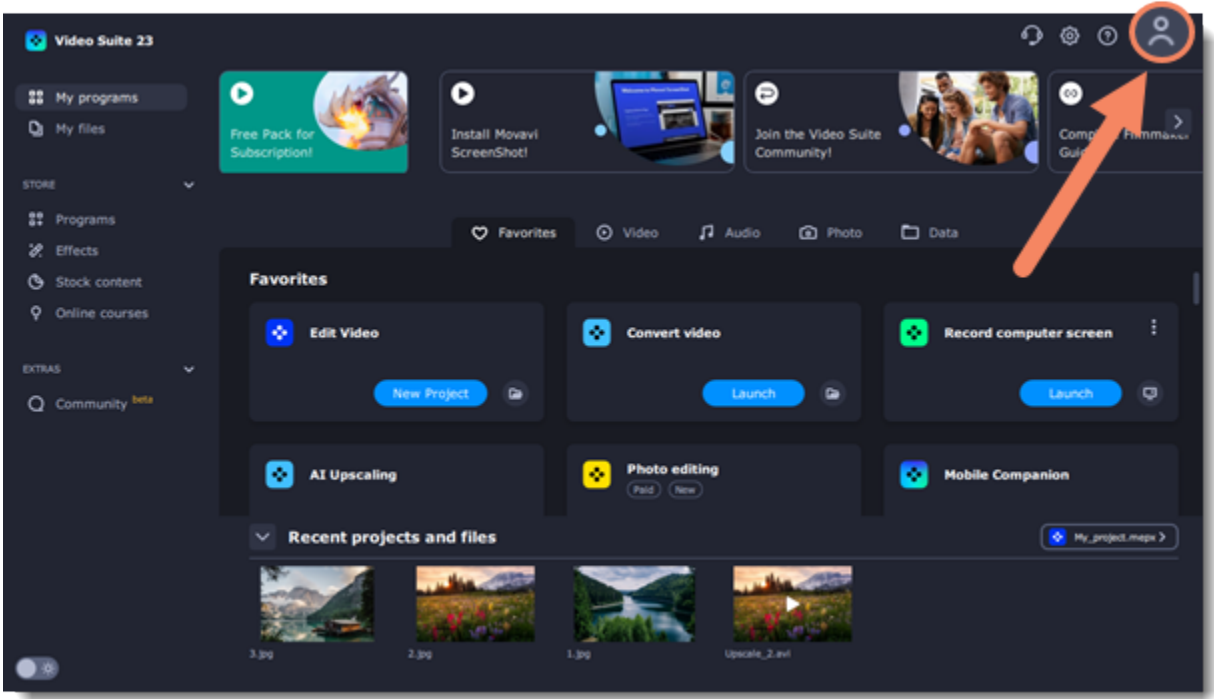 Video Suite 23
My programs
My files
STORE
Programs
Effects
Stock content
Online courses
EXTRAS
Community beta
Free Pack for
Subscription!
Install Movavi
ScreenShot!
Join the Video Suite
Community!
Favorites
Video
Audio
Photo
Data
Favorites
Edit Video
New Project
Convert video
Launch
Record computer screen
Launch
AI Upscaling
Photo editing
Paid
New
Mobile Companion
Recent projects and files
My_project.mepx
3.jpg
2.jpg
1.jpg
Upscale_2.avi